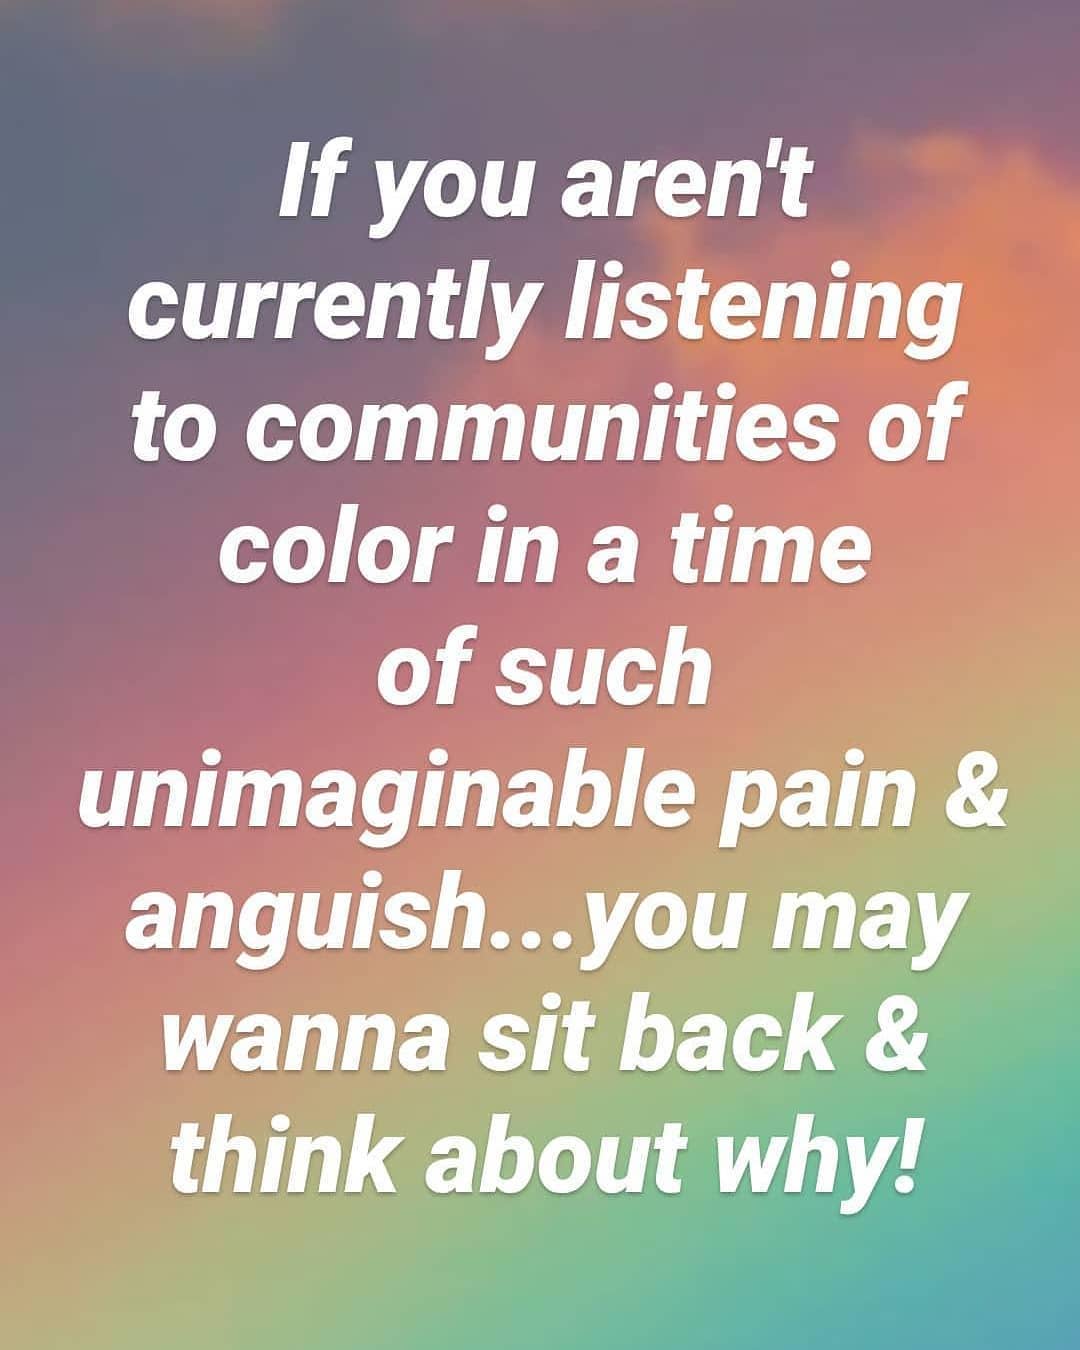 If you aren't
currently listening
to communities of
color in a time
of such
unimaginable pain &
anguish...you may
wanna sit back &
think about why!